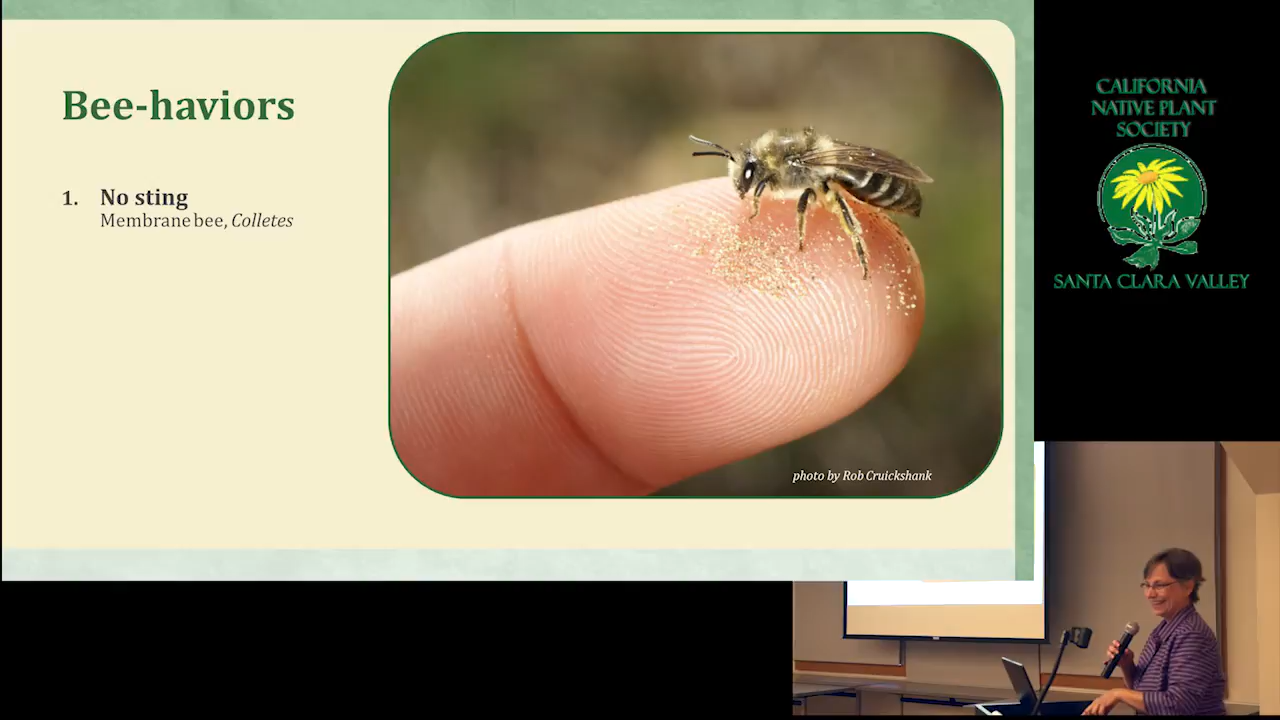 Bee-haviors
1. No sting
Membrane bee, Colletes
photo by Rob Cruickshank
CALIFORNIA
NATIVE PLANT
SOCIETY
SANTA CLARA VALLEY